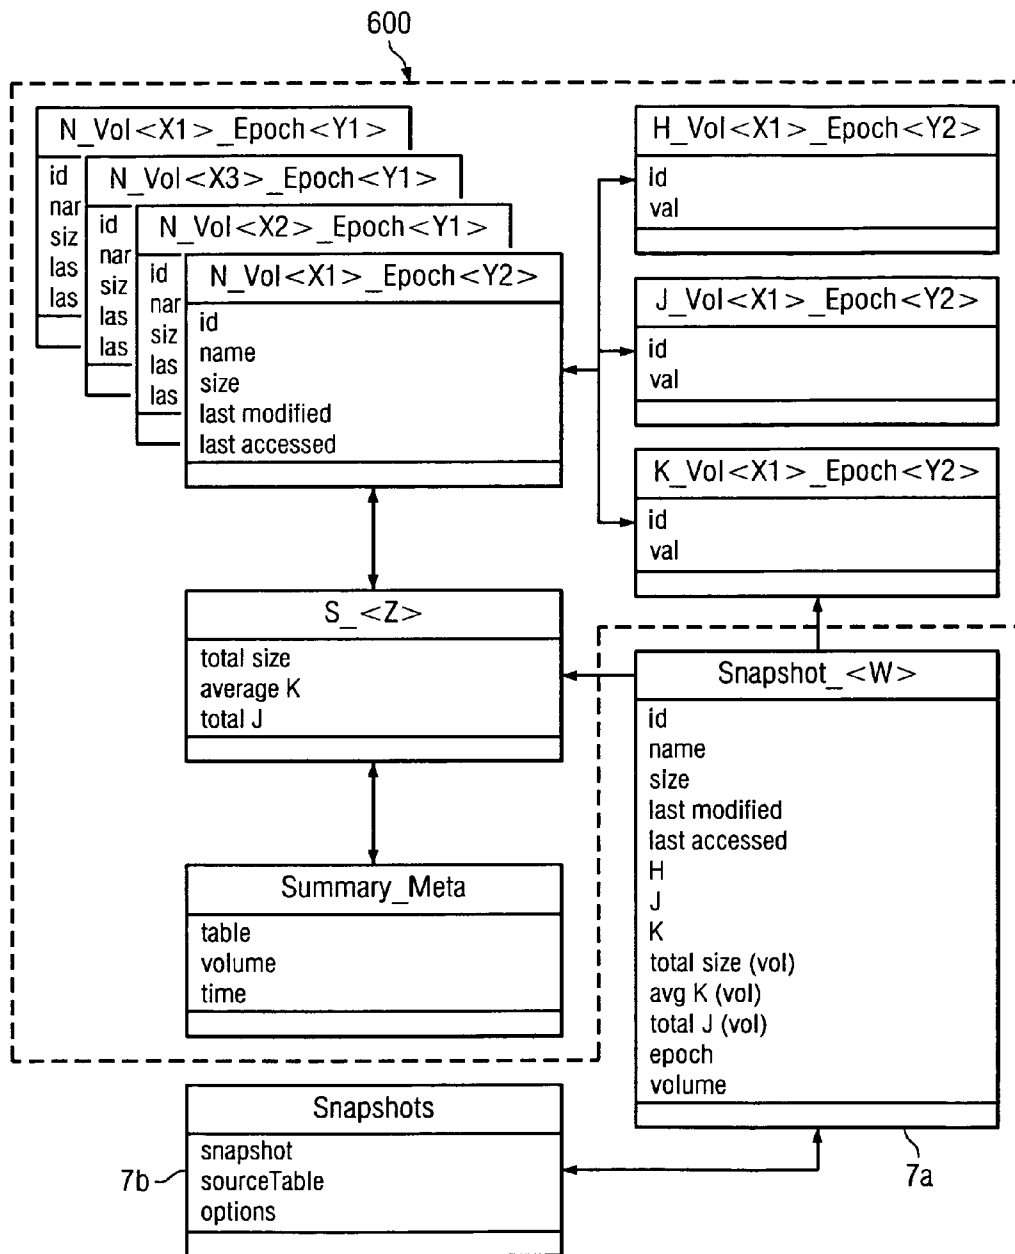 600
N_Vol<X1>_Epoch<Y1>
id
nar
siz
las
las
N_Vol<X3>_Epoch<Y1>
id
nar
siz
las
las
N_Vol<X2>_Epoch<Y1>
id
nar
siz
las
las
N_Vol<X1>_Epoch<Y2>
id
name
size
last modified
last accessed
H_Vol<X1>_Epoch<Y2>
id
val
J_Vol<X1>_Epoch<Y2>
id
val
K_Vol<X1>_Epoch<Y2>
id
val
S_<Z>
total size
average K
total J
Summary_Meta
table
volume
time
Snapshot_<W>
id
name
size
last modified
last accessed
H
J
K
total size (vol)
avg K (vol)
total J (vol)
epoch
volume
7a
Snapshots
snapshot
sourceTable
options
7b